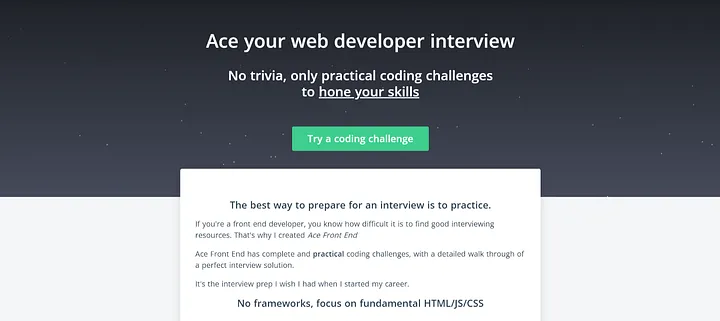 Ace your web developer interview
No trivia, only practical coding challenges
to hone your skills
Try a coding challenge
The best way to prepare for an interview is to practice.
If you're a front end developer, you know how difficult it is to find good interviewing
resources. That's why I created Ace Front End
Ace Front End has complete and practical coding challenges, with a detailed walk through of
a perfect interview solution.
It's the interview prep I wish I had when I started my career.
No frameworks, focus on fundamental HTML/JS/CSS